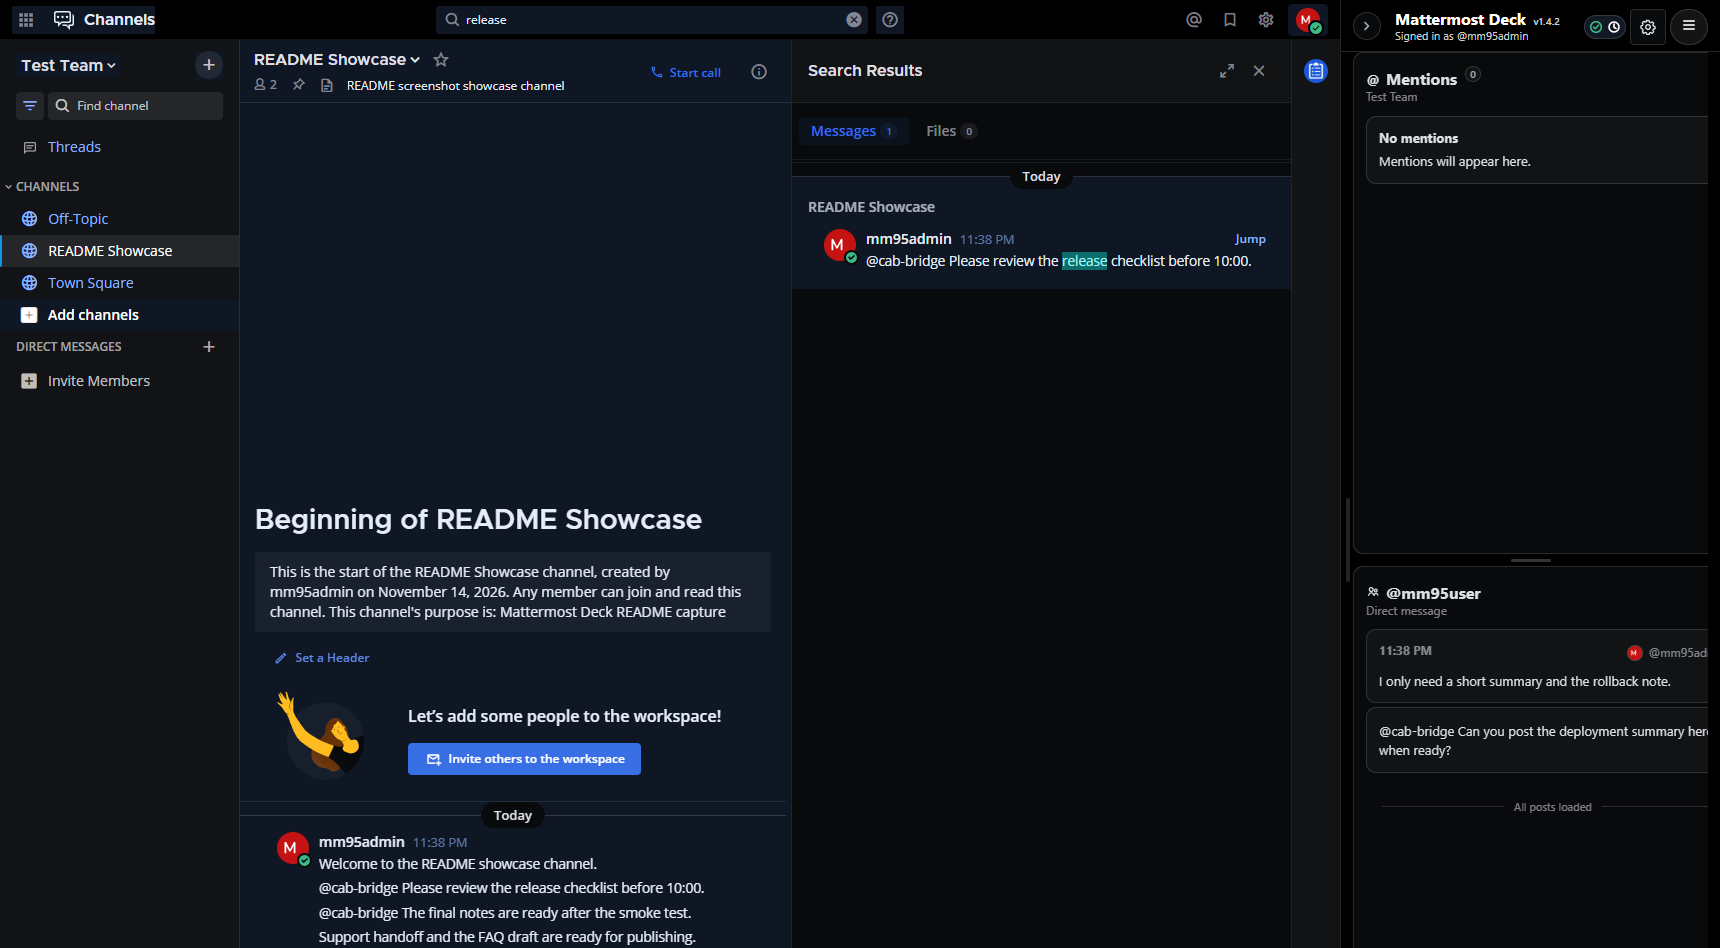 Channels
release
Mattermost Deck v1.4.2
Signed in as @mm95admin
Test Team
Find channel
Threads
CHANNELS
Off-Topic
README Showcase
Town Square
Add channels
DIRECT MESSAGES
Invite Members
README Showcase
2
README screenshot showcase channel
Start call
Beginning of README Showcase
This is the start of the README Showcase channel, created by
mm95admin on November 14, 2026. Any member can join and read this
channel. This channel's purpose is: Mattermost Deck README capture
Set a Header
Let's add some people to the workspace!
Invite others to the workspace
Today
M
mm95admin 11:38 PM
Welcome to the README showcase channel.
@cab-bridge Please review the release checklist before 10:00.
@cab-bridge The final notes are ready after the smoke test.
Support handoff and the FAQ draft are ready for publishing.
Search Results
Messages 1
Files 0
Today
README Showcase
M
mm95admin 11:38 PM
Jump
@cab-bridge Please review the release checklist before 10:00.
M
@ Mentions 0
Test Team
No mentions
Mentions will appear here.
@mm95user
Direct message
11:38 PM
M @mm95ad
I only need a short summary and the rollback note.
@cab-bridge Can you post the deployment summary here
when ready?
All posts loaded